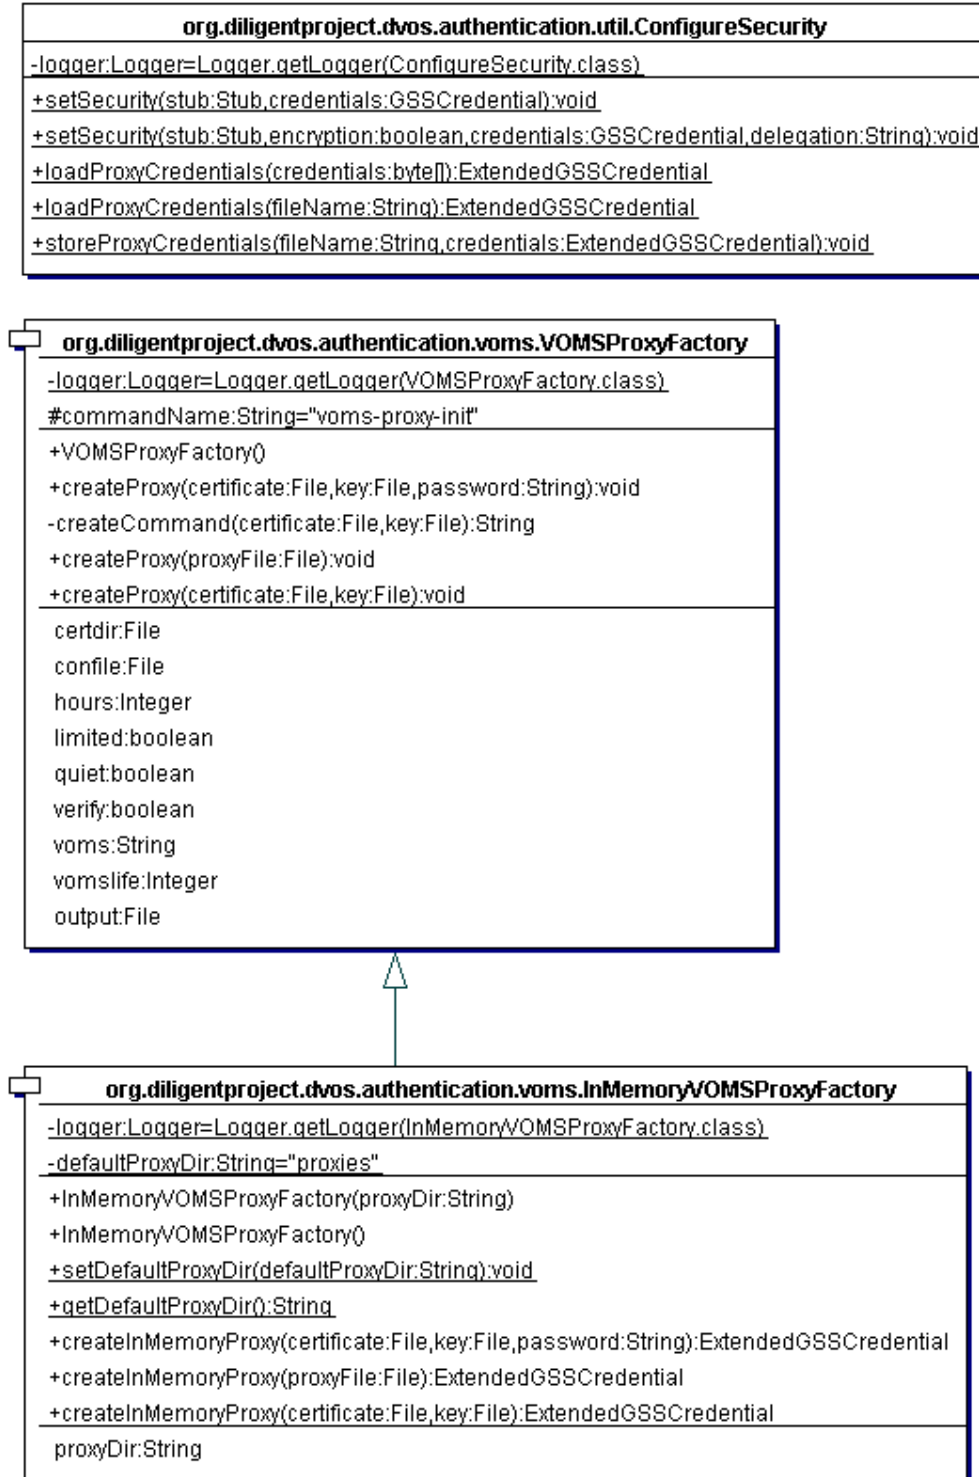 org.diligentproject.dvos.authentication.util.ConfigureSecurity
-logger:Logger=Logger.getLogger(ConfigureSecurity.class)
+setSecurity(stub:Stub,credentials:GSSCredential):void
+setSecurity(stub:Stub,encryption:boolean,credentials:GSSCredential,delegation:String):void
+loadProxyCredentials(credentials:byte[]):ExtendedGSSCredential
+loadProxyCredentials(fileName:String):ExtendedGSSCredential
+storeProxyCredentials(fileName:String,credentials:ExtendedGSSCredential):void
org.diligentproject.dvos.authentication.voms.VOMSProxyFactory
-logger:Logger=Logger.getLogger(VOMSProxyFactory.class)
#commandName:String="voms-proxy-init"
+VOMSProxyFactory()
+createProxy(certificate:File,key:File,password:String):void
-createCommand(certificate:File,key:File):String
+createProxy(proxyFile:File):void
+createProxy(certificate:File,key:File):void
certdir:File
confile:File
hours:Integer
limited:boolean
quiet:boolean
verify:boolean
voms:String
vomslife:Integer
output:File
org.diligentproject.dvos.authentication.voms.InMemoryVOMSProxyFactory
-logger:Logger=Logger.getLogger(InMemoryVOMSProxyFactory.class)
-defaultProxyDir:String="proxies"
+InMemoryVOMSProxyFactory(proxyDir:String)
+InMemoryVOMSProxyFactory()
+setDefaultProxyDir(defaultProxyDir:String):void
+getDefaultProxyDir():String
+createInMemoryProxy(certificate:File,key:File,password:String):ExtendedGSSCredential
+createInMemoryProxy(proxyFile:File):ExtendedGSSCredential
+createInMemoryProxy(certificate:File,key:File):ExtendedGSSCredential
proxyDir:String